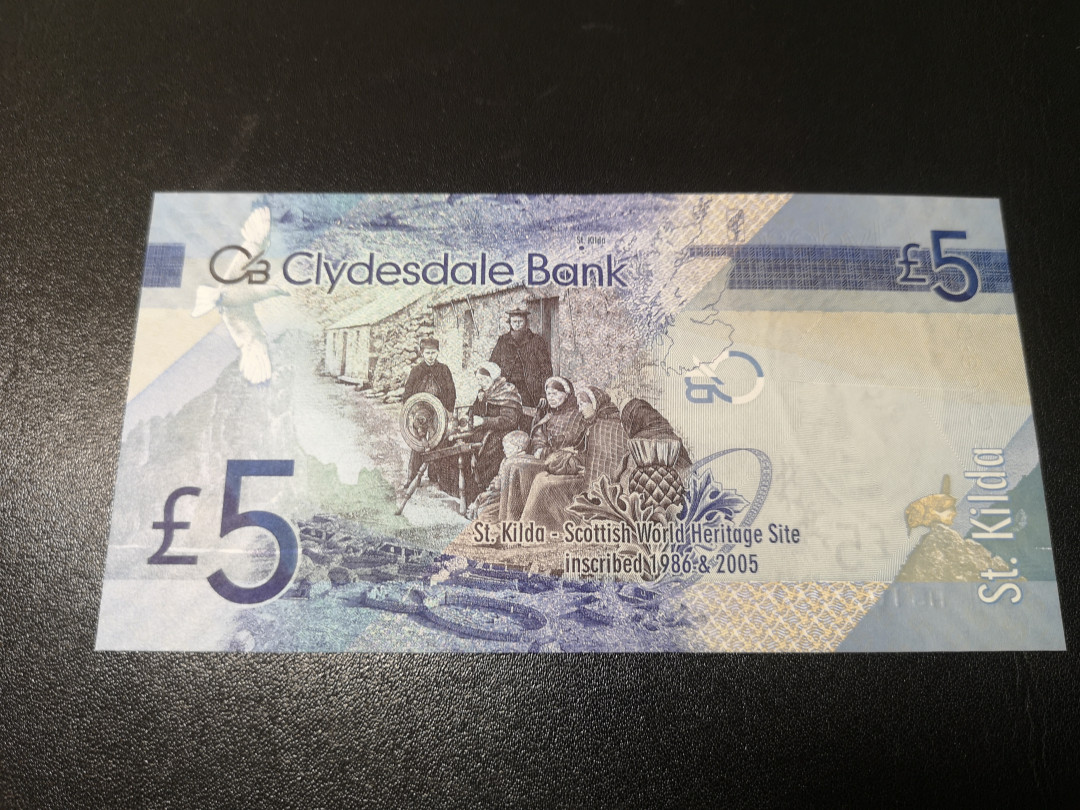 St. Kilda
CB Clydesdale Bank
£5
£5
St. Kilda - Scottish World Heritage Site
inscribed 1986 & 2005
St. Kilda